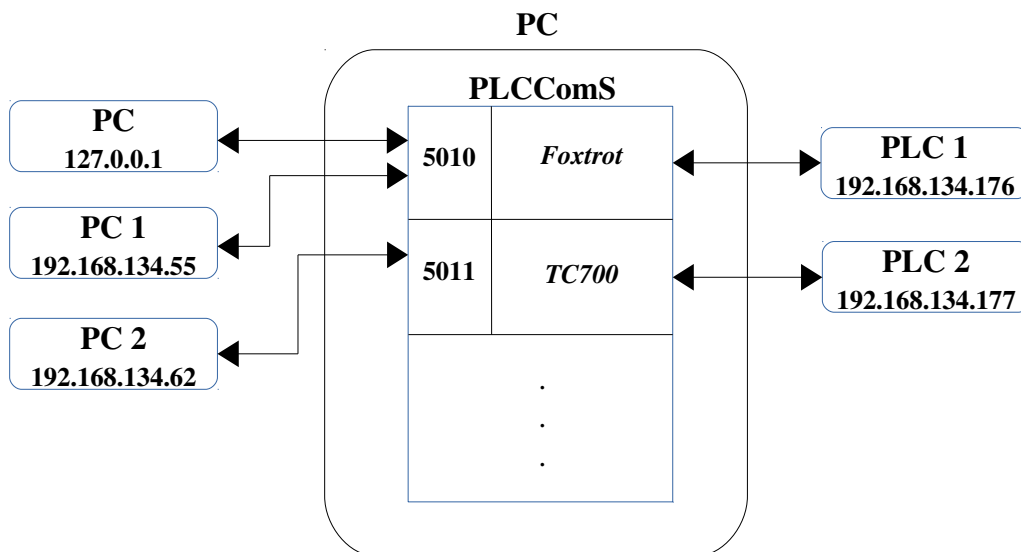 PC
PLCComS
PC
127.0.0.1
PC 1
192.168.134.55
PC 2
192.168.134.62
5010
Foxtrot
5011
TC700
.
.
.
PLC 1
192.168.134.176
PLC 2
192.168.134.177